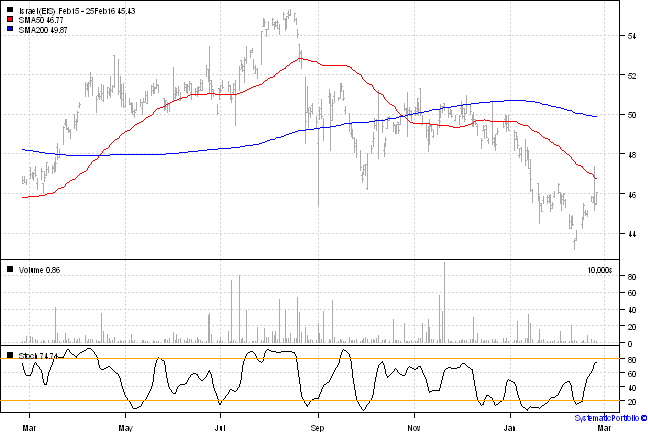 Israel(EIS) Feb15 - 25Feb16 45.43
SMA50 46.77
SMA200 49.87
54
52
50
48
46
44
Volume 0.86
10,000s
80
60
40
20
0
Stoch 74.74
80
60
40
20
Mar May Jul Sep Nov Jan Mar
SystematicPortfolio ©